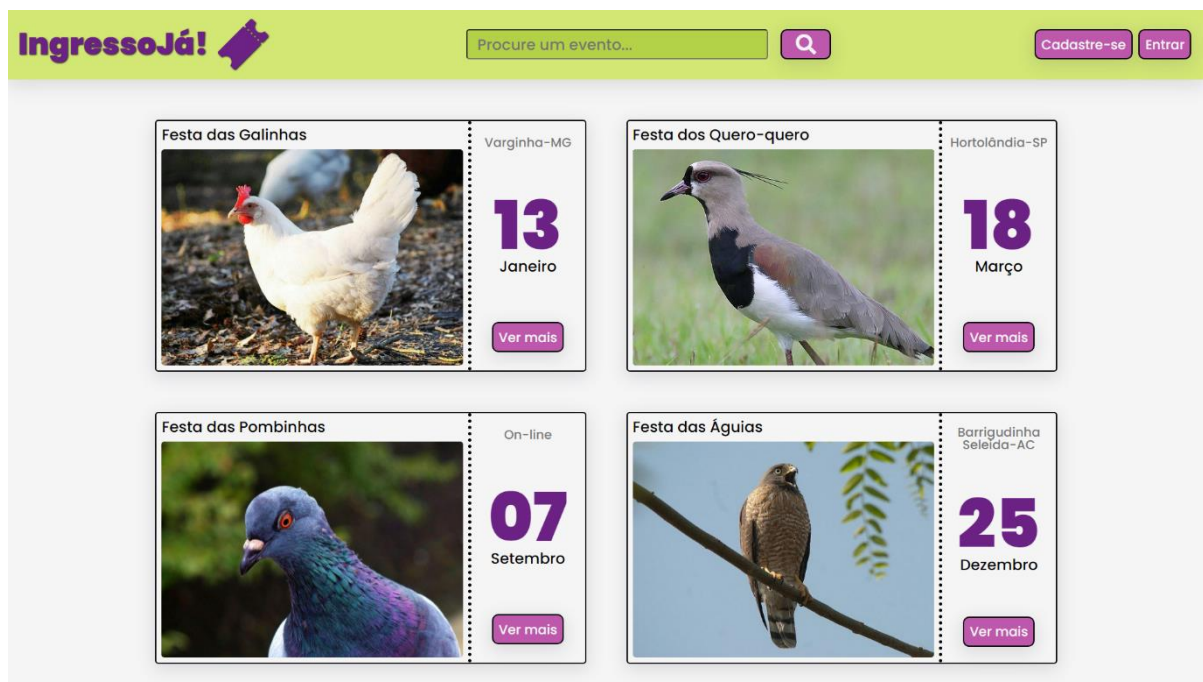 IngressoJá!
Procure um evento...
Cadastre-se
Entrar
Festa das Galinhas
Varginha-MG
13
Janeiro
Ver mais
Festa dos Quero-quero
Hortolândia-SP
18
Março
Ver mais
Festa das Pombinhas
On-line
07
Setembro
Ver mais
Festa das Águias
Barrigudinha
Seleida-AC
25
Dezembro
Ver mais